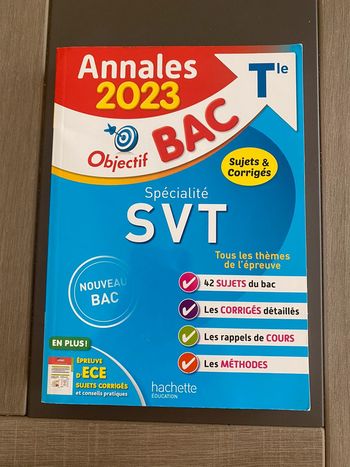 Annales
2023
Tle
Objectif BAC
Sujets &
Corrigés
Spécialité
SVT
Tous les thèmes
de l'épreuve
NOUVEAU
BAC
42 SUJETS du bac
Les CORRIGÉS détaillés
Les rappels de COURS
Les MÉTHODES
EN PLUS !
ÉPREUVE
D'ECE
SUJETS CORRIGÉS
et conseils pratiques
hachette
ÉDUCATION